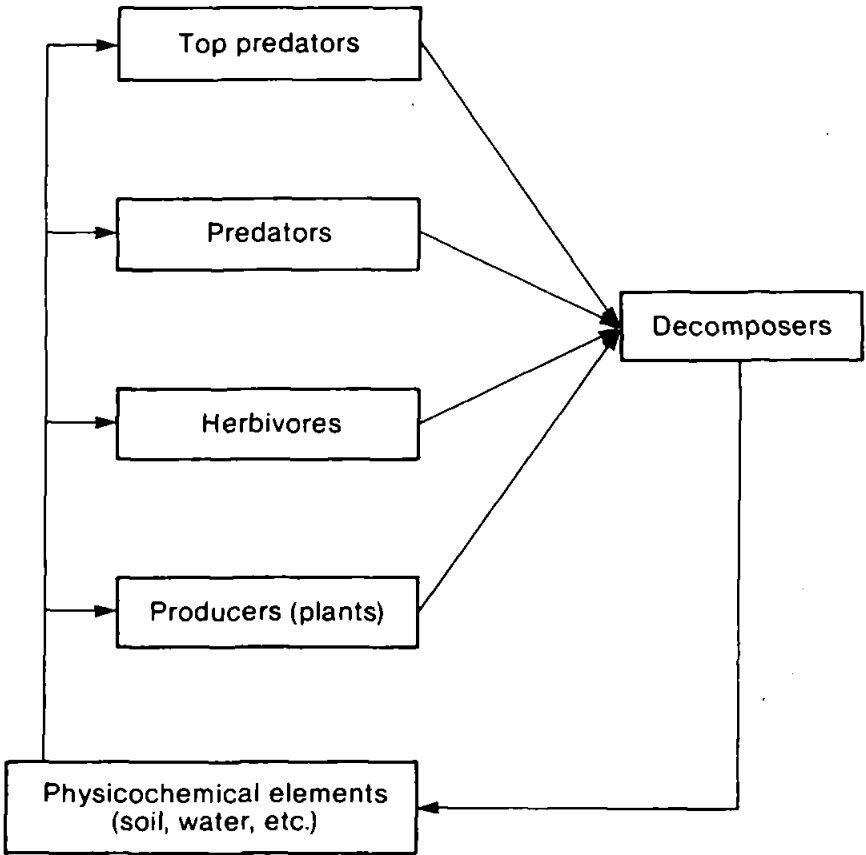 Top predators
Predators
Decomposers
Herbivores
Producers (plants)
Physicochemical elements
(soil, water, etc.)